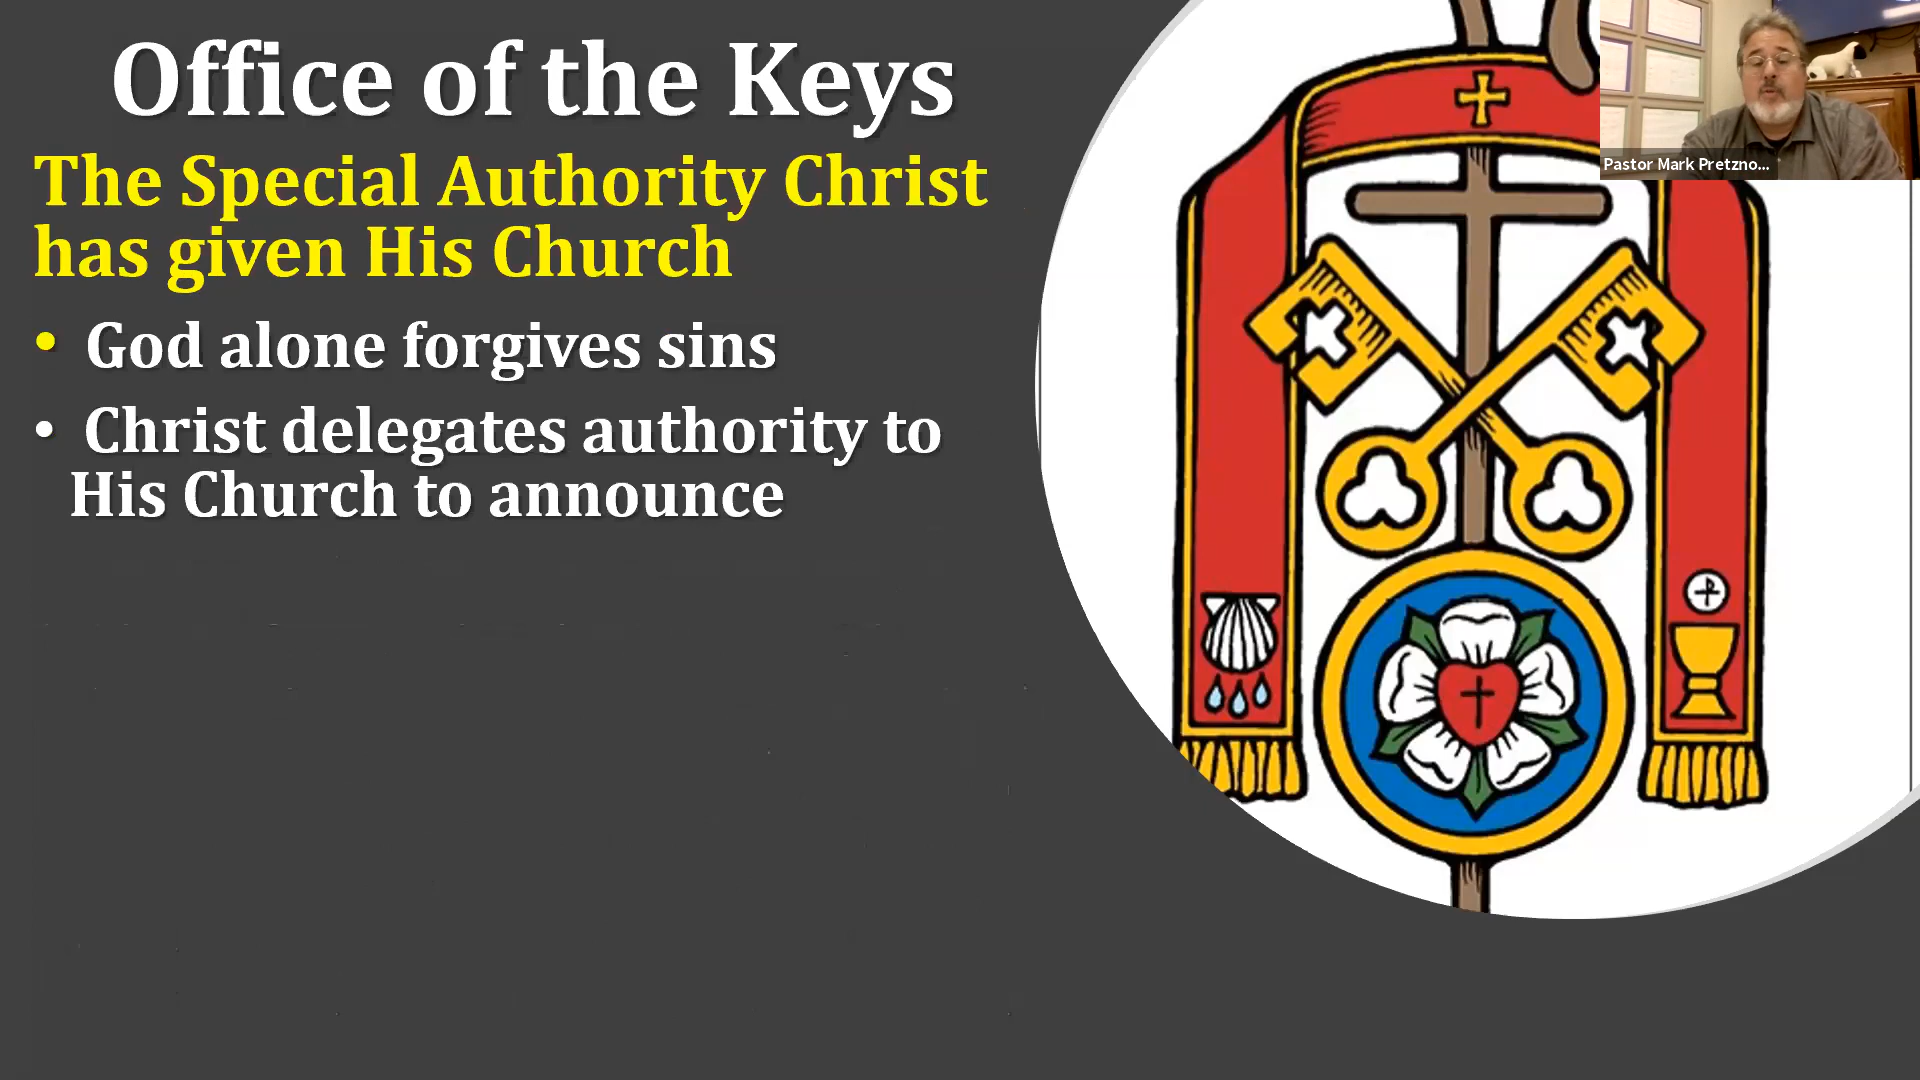 Office of the Keys
The Special Authority Christ
has given His Church
• God alone forgives sins
• Christ delegates authority to
His Church to announce
Pastor Mark Pretzno...